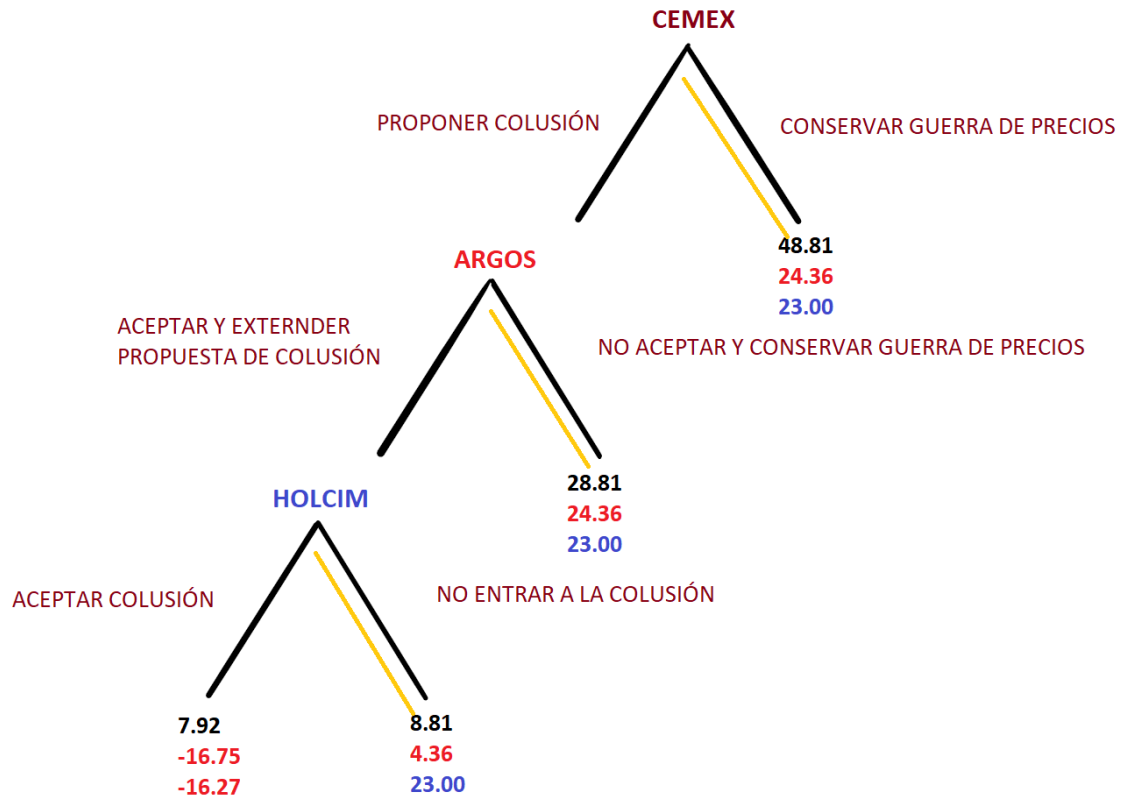 CEMEX
PROPONER COLUSIÓN
CONSERVAR GUERRA DE PRECIOS
48.81
24.36
23.00
ARGOS
ACEPTAR Y EXTERNDER
PROPUESTA DE COLUSIÓN
NO ACEPTAR Y CONSERVAR GUERRA DE PRECIOS
28.81
24.36
23.00
HOLCIM
ACEPTAR COLUSIÓN
NO ENTRAR A LA COLUSIÓN
7.92
-16.75
-16.27
8.81
4.36
23.00